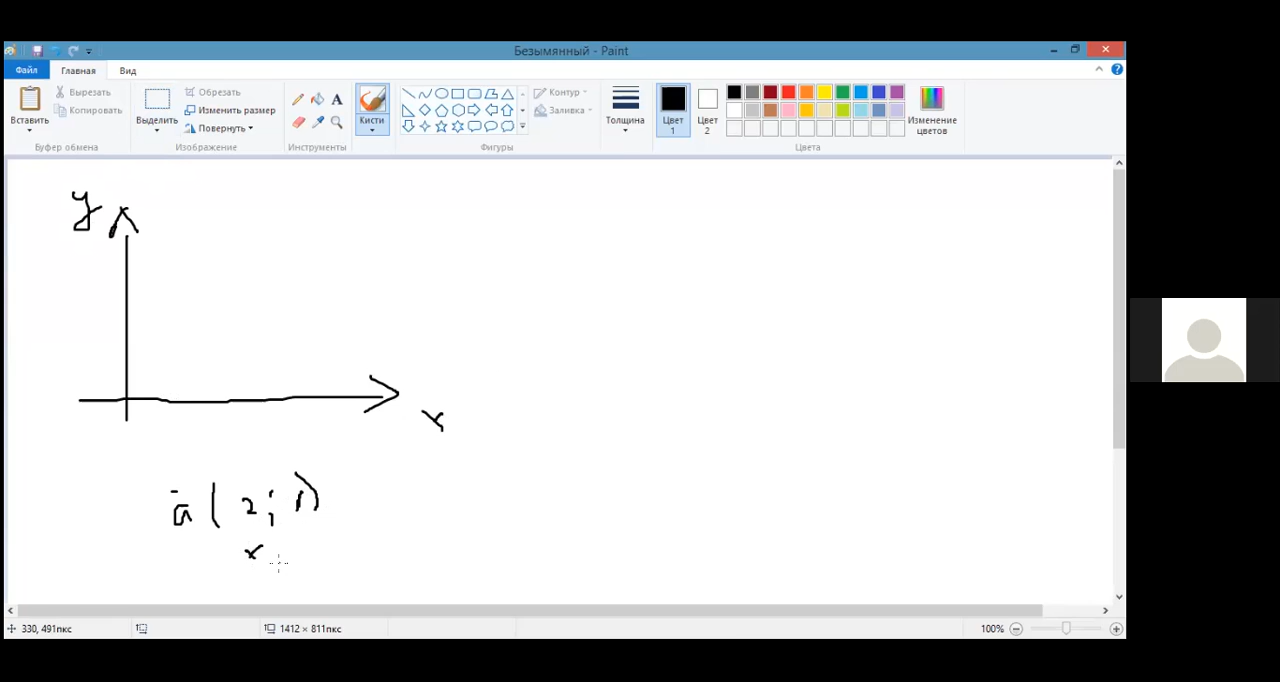 Безымянный - Paint
Файл Главная Вид
Вставить
Вырезать
Копировать
Буфер обмена
Выделить
Обрезать
Изменить размер
Повернуть
Изображение
A
Инструменты
Кисти
Контур
Заливка
Фигуры
Толщина
Цвет 1
Цвет 2
Изменение цветов
Цвета
y
x
ā ( 2 ; 1 )
x
330, 491пкс
1412 × 811пкс
100%